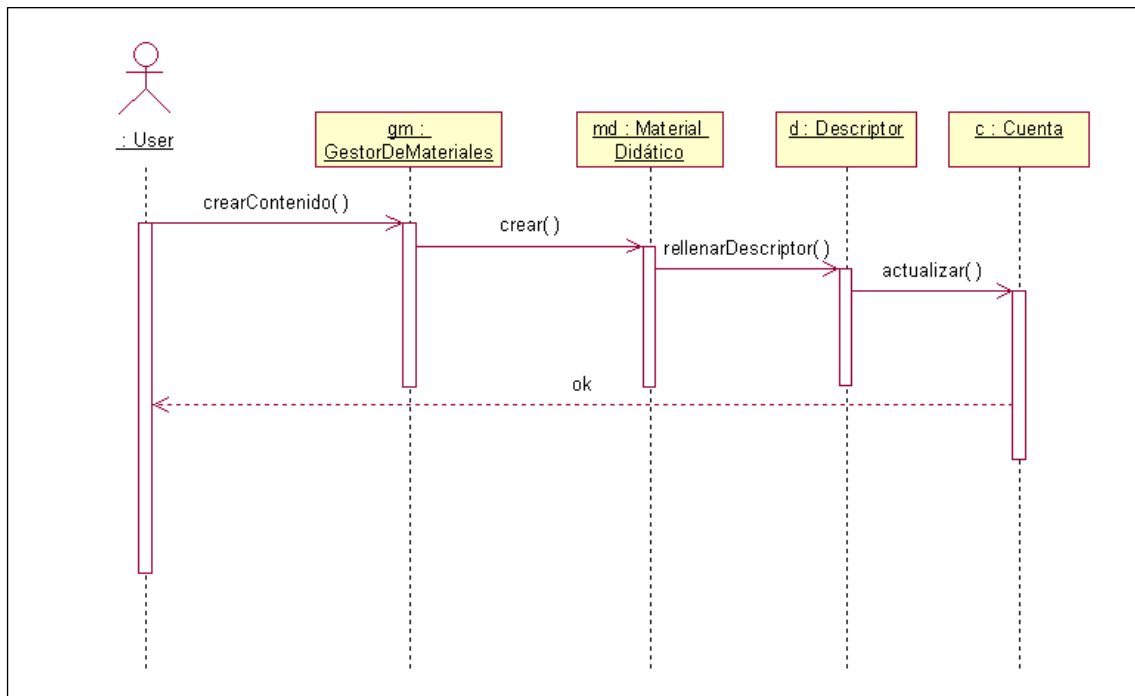 : User
gm :
GestorDeMateriales
md : Material
Didático
d : Descriptor
c : Cuenta
crearContenido( )
crear( )
rellenarDescriptor( )
actualizar( )
ok